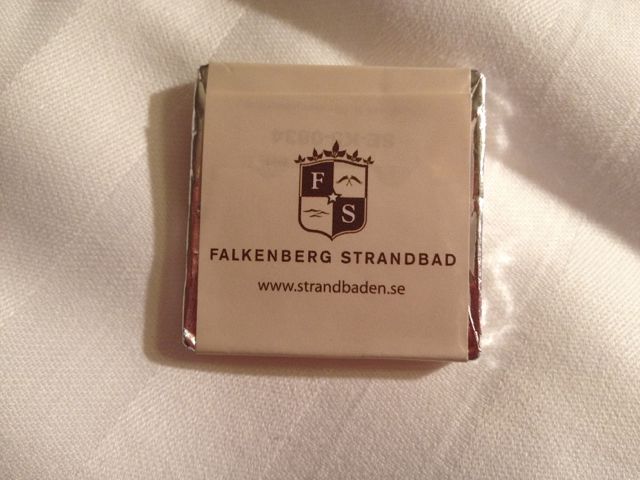 F
S
FALKENBERG STRANDBAD
www.strandbaden.se